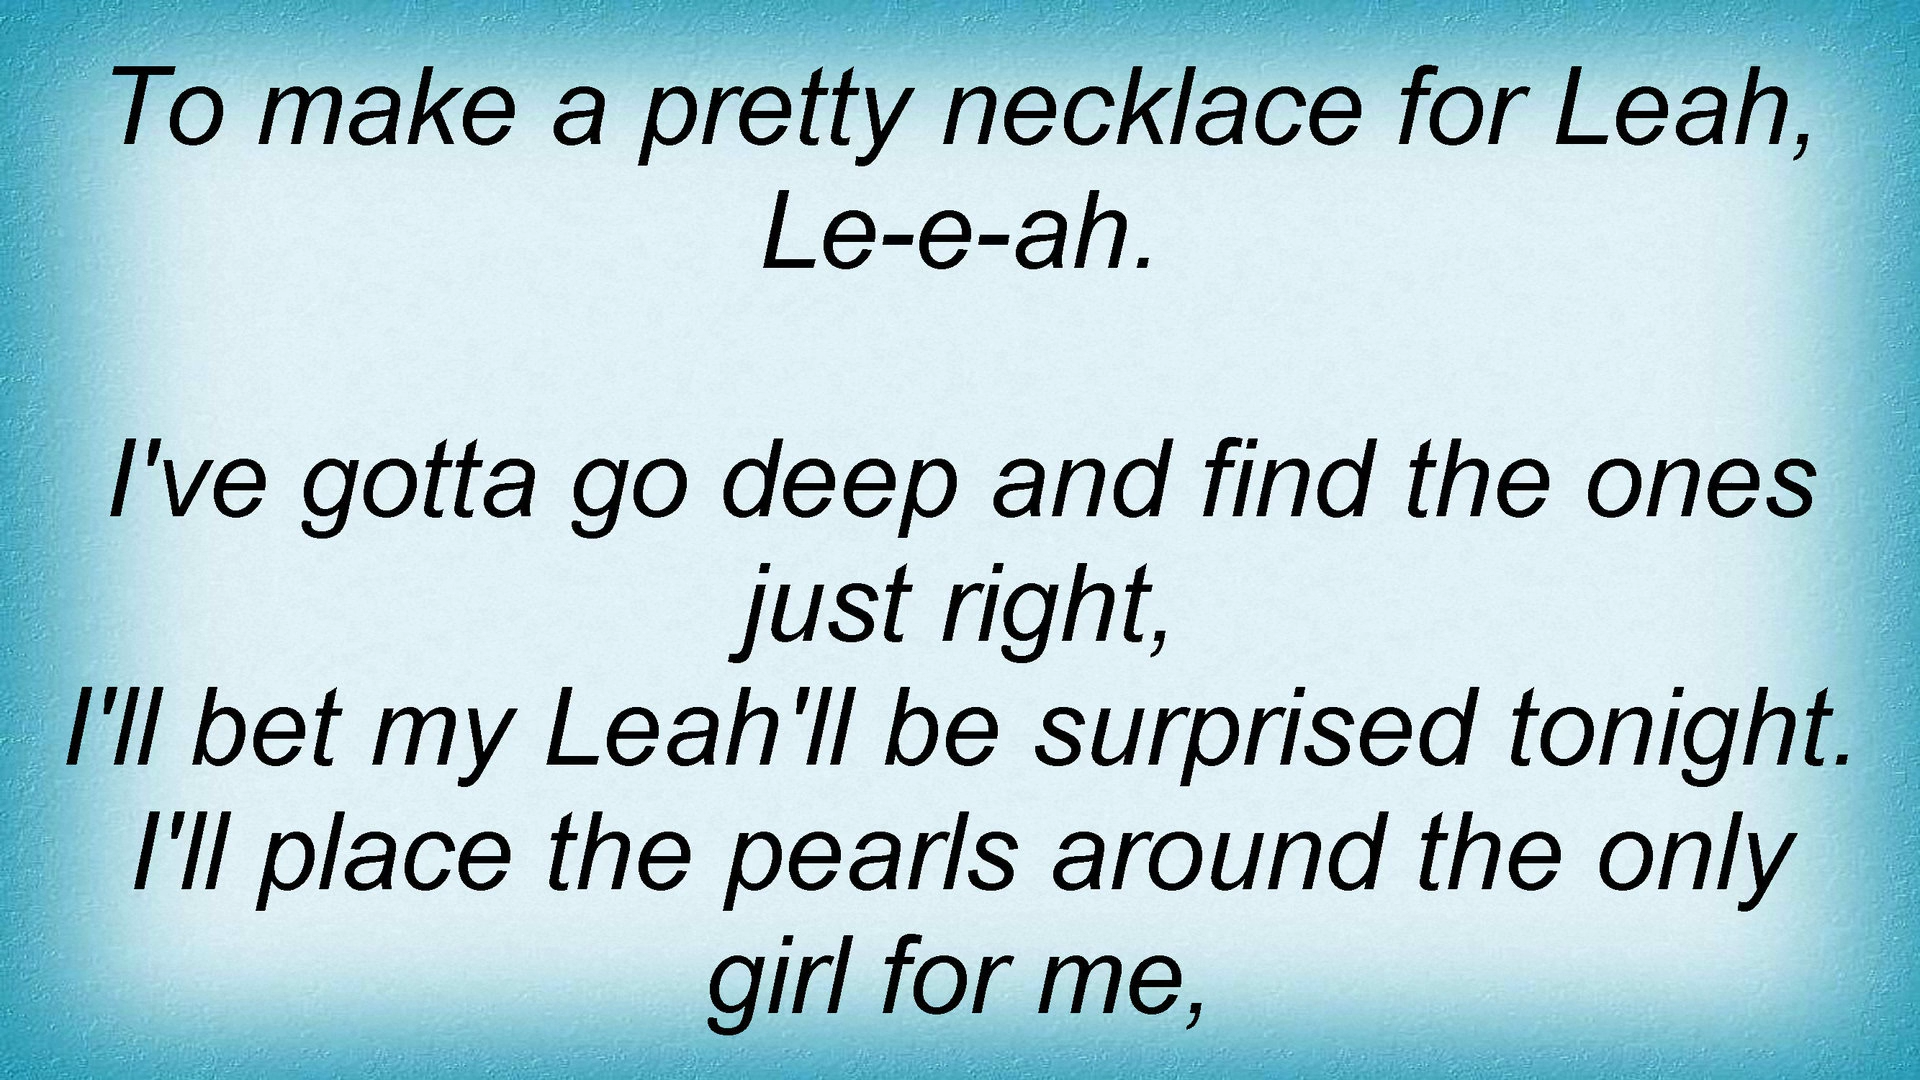 To make a pretty necklace for Leah,
Le-e-ah.
I've gotta go deep and find the ones
just right,
I'll bet my Leah'll be surprised tonight.
I'll place the pearls around the only
girl for me,